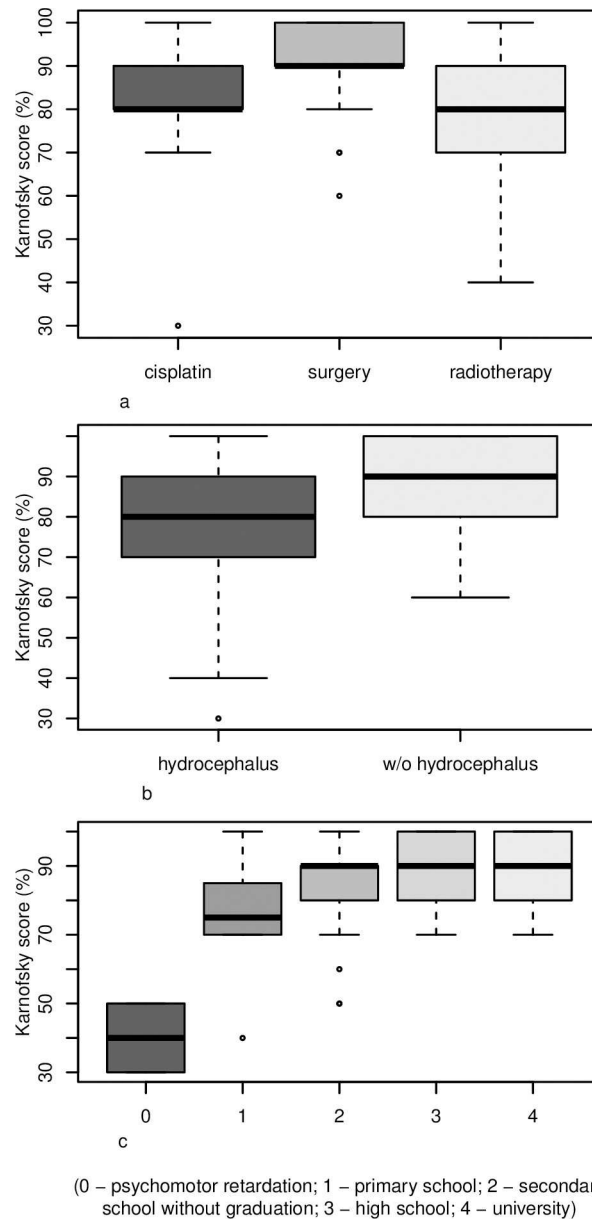 100
90
80
70
60
50
40
30
Karnofsky score (%)
cisplatin surgery radiotherapy
a
90
80
70
60
50
40
30
Karnofsky score (%)
hydrocephalus w/o hydrocephalus
b
90
70
50
30
Karnofsky score (%)
0 1 2 3 4
c
(0 – psychomotor retardation; 1 – primary school; 2 – secondar
school without graduation; 3 – high school; 4 – university)